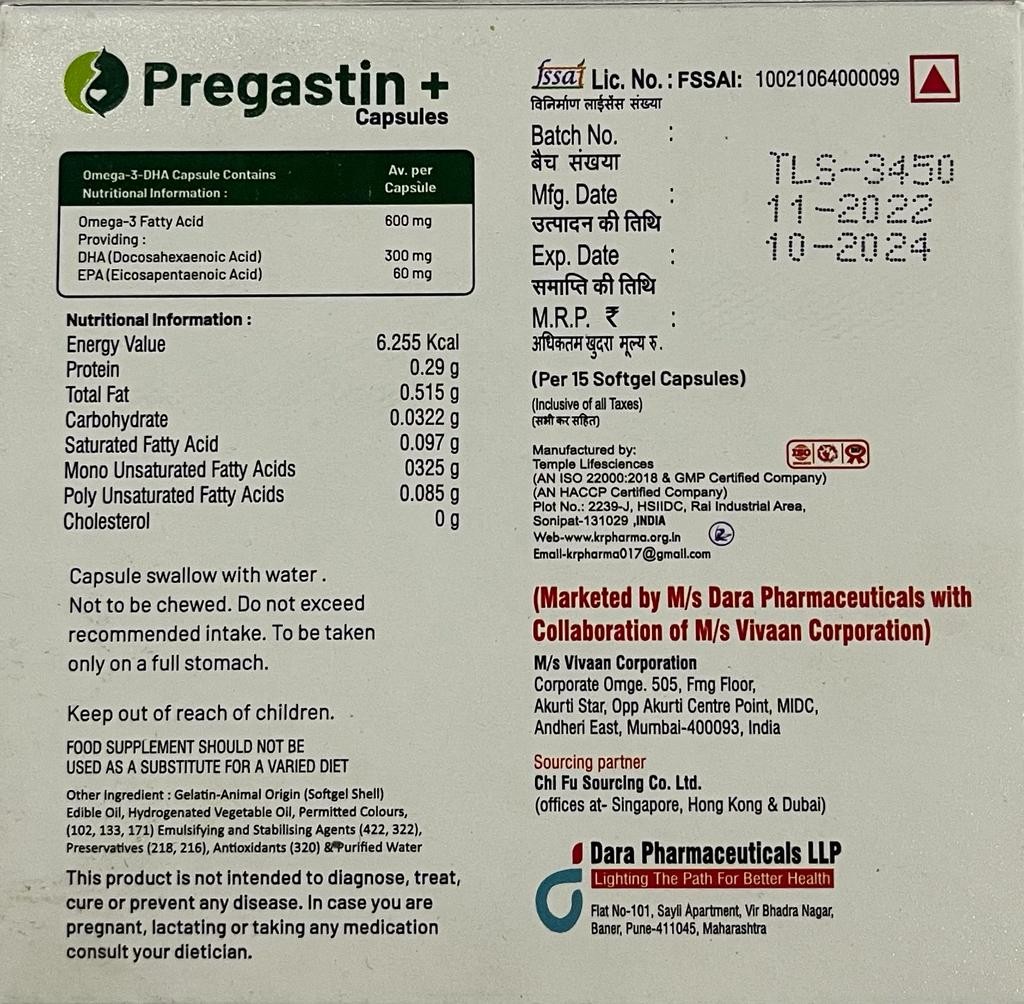 Pregastin +
Capsules
Omega-3-DHA Capsule Contains
Nutritional Information :
Av. per
Capsule
Omega-3 Fatty Acid 600 mg
Providing :
DHA (Docosahexaenoic Acid) 300 mg
EPA (Eicosapentaenoic Acid) 60 mg
Nutritional Information :
Energy Value 6.255 Kcal
Protein 0.29 g
Total Fat 0.515 g
Carbohydrate 0.0322 g
Saturated Fatty Acid 0.097 g
Mono Unsaturated Fatty Acids 0325 g
Poly Unsaturated Fatty Acids 0.085 g
Cholesterol 0 g
Capsule swallow with water .
Not to be chewed. Do not exceed
recommended intake. To be taken
only on a full stomach.
Keep out of reach of children.
FOOD SUPPLEMENT SHOULD NOT BE
USED AS A SUBSTITUTE FOR A VARIED DIET
Other Ingredient : Gelatin-Animal Origin (Softgel Shell)
Edible Oil, Hydrogenated Vegetable Oil, Permitted Colours,
(102, 133, 171) Emulsifying and Stabilising Agents (422, 322),
Preservatives (218, 216), Antioxidants (320) & Purified Water
This product is not intended to diagnose, treat,
cure or prevent any disease. In case you are
pregnant, lactating or taking any medication
consult your dietician.
fssai Lic. No. : FSSAI: 10021064000099
विनिर्माण लाईसेंस संख्या
Batch No. : TLS-3450
बैच संखया
Mfg. Date : 11-2022
उत्पादन की तिथि
Exp. Date : 10-2024
समाप्ति की तिथि
M.R.P. ₹ :
अधिकतम खुदरा मूल्य रु.
(Per 15 Softgel Capsules)
(Inclusive of all Taxes)
(सभी कर सहित)
Manufactured by:
Temple Lifesciences
(AN ISO 22000:2018 & GMP Certified Company)
(AN HACCP Certified Company)
Plot No.: 2239-J, HSIIDC, Rai Industrial Area,
Sonipat-131029 ,INDIA
Web-www.krpharma.org.in
Email-krpharma017@gmail.com
(Marketed by M/s Dara Pharmaceuticals with
Collaboration of M/s Vivaan Corporation)
M/s Vivaan Corporation
Corporate Omge. 505, Fmg Floor,
Akurti Star, Opp Akurti Centre Point, MIDC,
Andheri East, Mumbai-400093, India
Sourcing partner
Chi Fu Sourcing Co. Ltd.
(offices at- Singapore, Hong Kong & Dubai)
Dara Pharmaceuticals LLP
Lighting The Path For Better Health
Flat No-101, Sayli Apartment, Vir Bhadra Nagar,
Baner, Pune-411045, Maharashtra